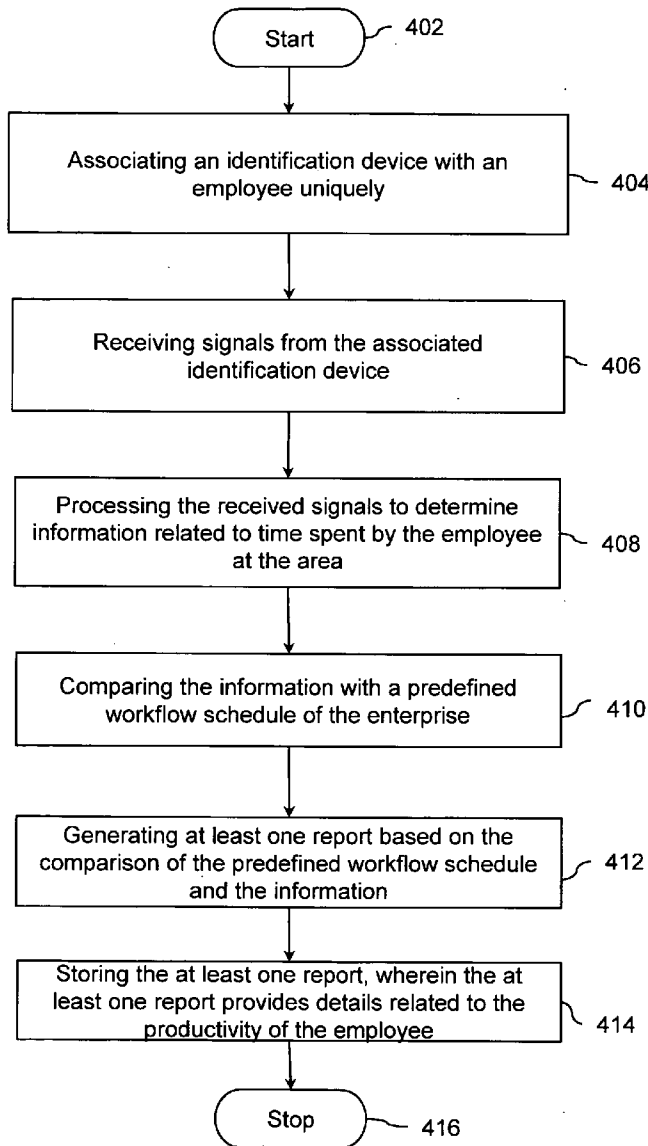 Start
402
Associating an identification device with an
employee uniquely
404
Receiving signals from the associated
identification device
406
Processing the received signals to determine
information related to time spent by the employee
at the area
408
Comparing the information with a predefined
workflow schedule of the enterprise
410
Generating at least one report based on the
comparison of the predefined workflow schedule
and the information
412
Storing the at least one report, wherein the at
least one report provides details related to the
productivity of the employee
414
Stop
416